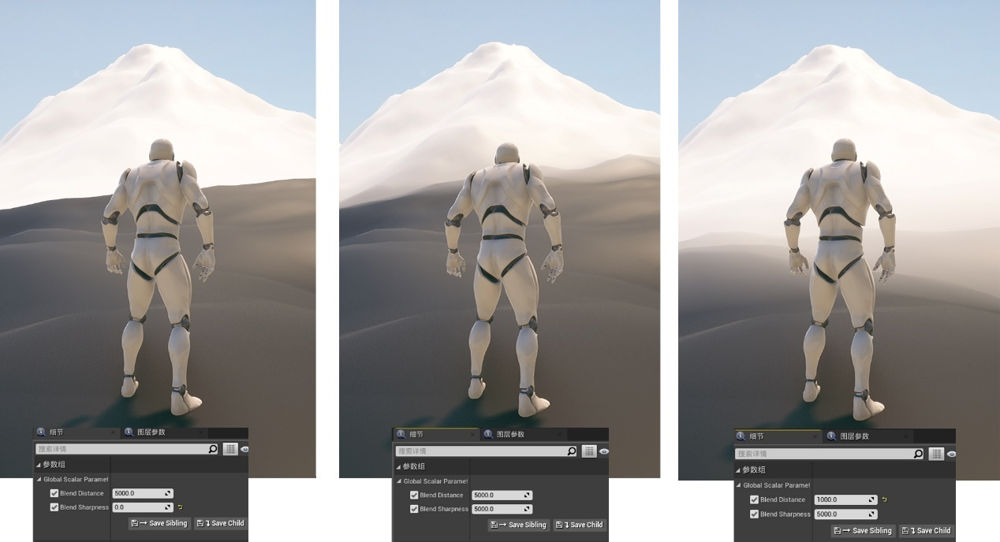 细节
图层参数
搜索详情
参数组
Global Scalar Paramet
Blend Distance 5000.0
Blend Sharpness 0.0
Save Sibling Save Child
细节
图层参数
搜索详情
参数组
Global Scalar Paramet
Blend Distance 5000.0
Blend Sharpness 5000.0
Save Sibling Save Child
细节
图层参数
搜索详情
参数组
Global Scalar Paramet
Blend Distance 1000.0
Blend Sharpness 5000.0
Save Sibling Save Child